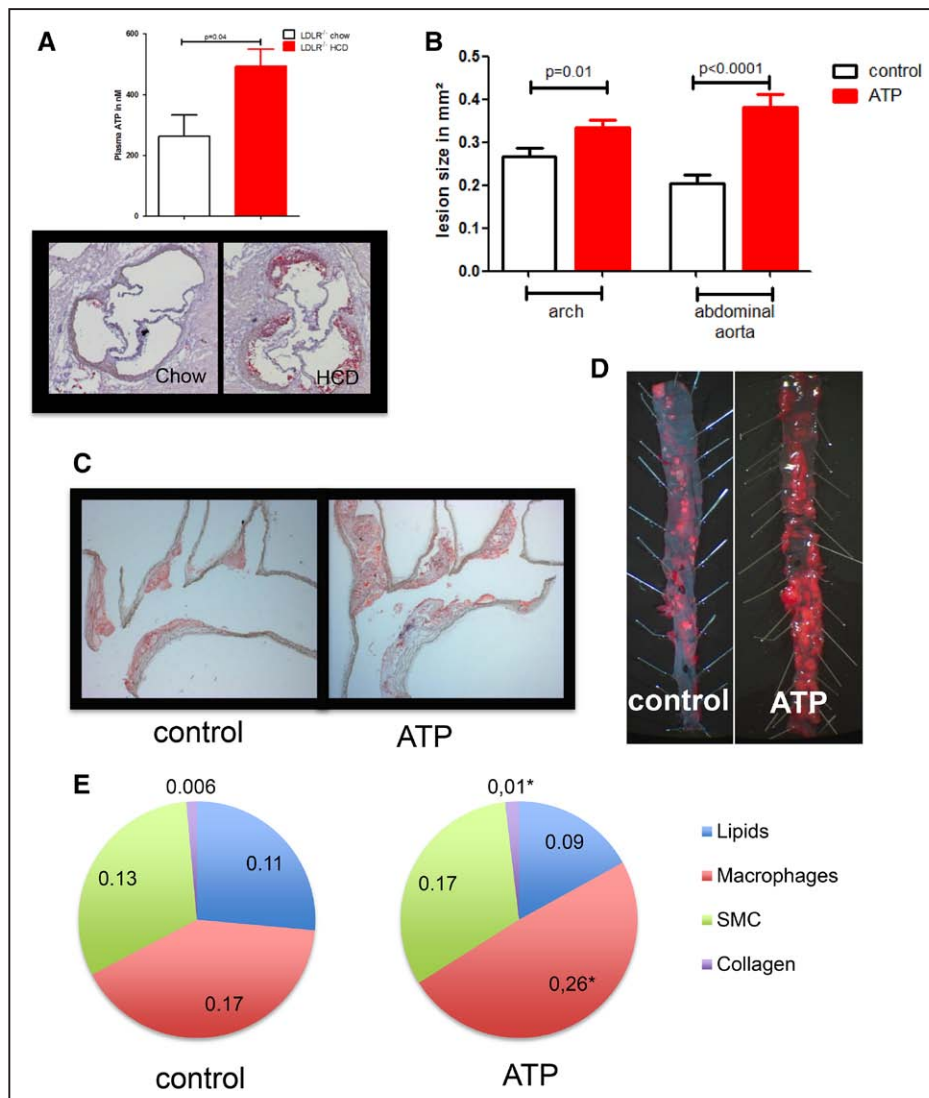 A
600
400
200
0
Plasma ATP in nM
p=0.04
LDLR-/- chow
LDLR-/- HCD
Chow
HCD
B
0.5
0.4
0.3
0.2
0.1
0.0
lesion size in mm²
p=0.01
p<0.0001
control
ATP
arch
abdominal
aorta
C
control
ATP
D
control
ATP
E
0.006
0.11
0.13
0.17
control
0,01*
0.09
0.17
0,26*
ATP
Lipids
Macrophages
SMC
Collagen